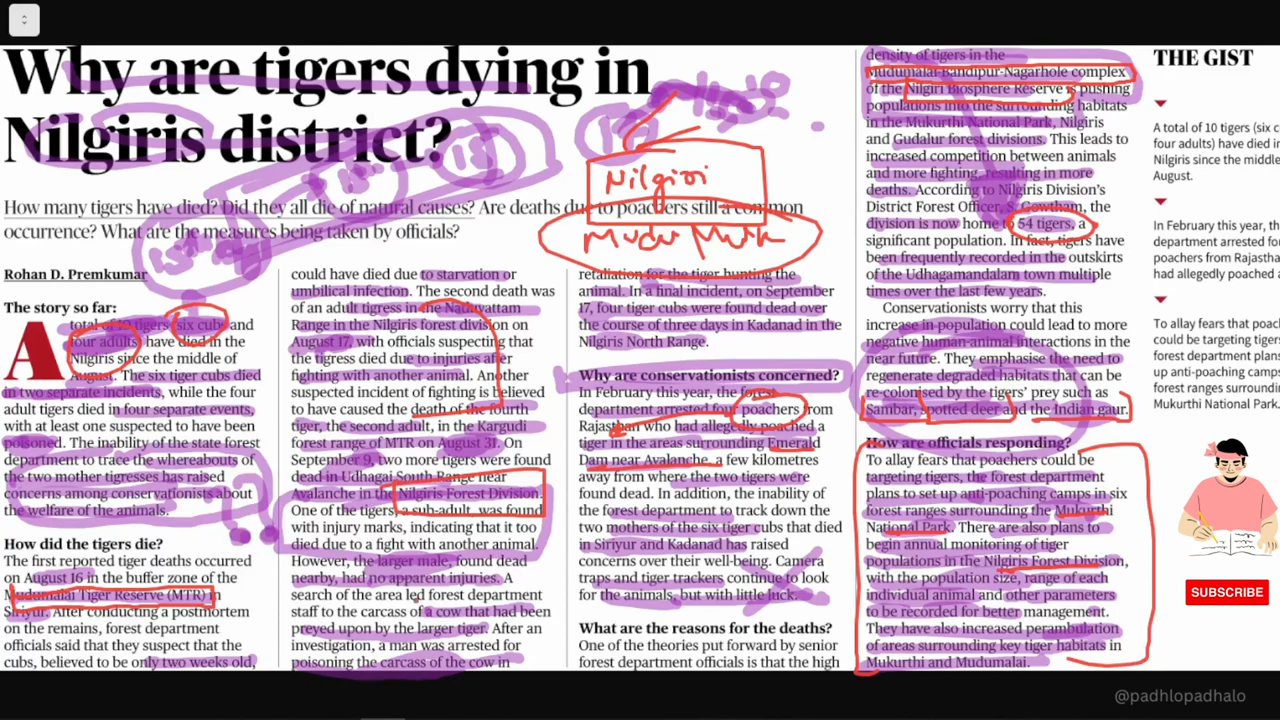 Why are tigers dying in
Nilgiris district?
How many tigers have died? Did they all die of natural causes? Are deaths due to poachers still a common
occurrence? What are the measures being taken by officials?
Nilgiri
Mudu
Rohan D. Premkumar
The story so far:
A total of 10 tigers (six cubs and
four adults) have died in the
Nilgiris since the middle of
August. The six tiger cubs died
in two separate incidents, while the four
adult tigers died in four separate events,
with at least one suspected to have been
poisoned. The inability of the state forest
department to trace the whereabouts of
the two mother tigresses has raised
concerns among conservationists about
the welfare of the animals.
How did the tigers die?
The first reported tiger deaths occurred
on August 16 in the buffer zone of the
Mudumalai Tiger Reserve (MTR) in
Siriyur. After conducting a postmortem
on the remains, forest department
officials said that they suspect that the
cubs, believed to be only two weeks old,
could have died due to starvation or
umbilical infection. The second death was
of an adult tigress in the Naduvattam
Range in the Nilgiris forest division on
August 17, with officials suspecting that
the tigress died due to injuries after
fighting with another animal. Another
suspected incident of fighting is believed
to have caused the death of the fourth
tiger, the second adult, in the Kargudi
forest range of MTR on August 31. On
September 9, two more tigers were found
dead in Udhagai South Range near
Avalanche in the Nilgiris Forest Division.
One of the tigers, a sub-adult, was found
with injury marks, indicating that it too
died due to a fight with another animal.
However, the larger male, found dead
nearby, had no apparent injuries. A
search of the area led forest department
staff to the carcass of a cow that had been
preyed upon by the larger tiger. After an
investigation, a man was arrested for
poisoning the carcass of the cow in
retaliation for the tiger hunting the
animal. In a final incident, on September
17, four tiger cubs were found dead over
the course of three days in Kadanad in the
Nilgiris North Range.
Why are conservationists concerned?
In February this year, the forest
department arrested four poachers from
Rajasthan who had allegedly poached a
tiger in the areas surrounding Emerald
Dam near Avalanche, a few kilometres
away from where the two tigers were
found dead. In addition, the inability of
the forest department to track down the
two mothers of the six tiger cubs that died
in Siriyur and Kadanad has raised
concerns over their well-being. Camera
traps and tiger trackers continue to look
for the animals, but with little luck.
What are the reasons for the deaths?
One of the theories put forward by senior
forest department officials is that the high
density of tigers in the
Mudumalai-Bandipur-Nagarhole complex
of the Nilgiri Biosphere Reserve is pushing
populations into the surrounding habitats
in the Mukurthi National Park, Nilgiris
and Gudalur forest divisions. This leads to
increased competition between animals
and more fighting, resulting in more
deaths. According to Nilgiris Division's
District Forest Officer, S. Gowtham, the
division is now home to 54 tigers, a
significant population. In fact, tigers have
been frequently recorded in the outskirts
of the Udhagamandalam town multiple
times over the last few years.
Conservationists worry that this
increase in population could lead to more
negative human-animal interactions in the
near future. They emphasise the need to
regenerate degraded habitats that can be
re-colonised by the tigers' prey such as
Sambar, spotted deer and the Indian gaur.
How are officials responding?
To allay fears that poachers could be
targeting tigers, the forest department
plans to set up anti-poaching camps in six
forest ranges surrounding the Mukurthi
National Park. There are also plans to
begin annual monitoring of tiger
populations in the Nilgiris Forest Division,
with the population size, range of each
individual animal and other parameters
to be recorded for better management.
They have also increased perambulation
of areas surrounding key tiger habitats in
Mukurthi and Mudumalai.
THE GIST
A total of 10 tigers (six c
four adults) have died in
Nilgiris since the middle
August.
In February this year, th
department arrested for
poachers from Rajastha
had allegedly poached a
To allay fears that poach
could be targeting tigers
forest department plans
up anti-poaching camps
forest ranges surroundin
Mukurthi National Park.
SUBSCRIBE
@padhlopadhalo